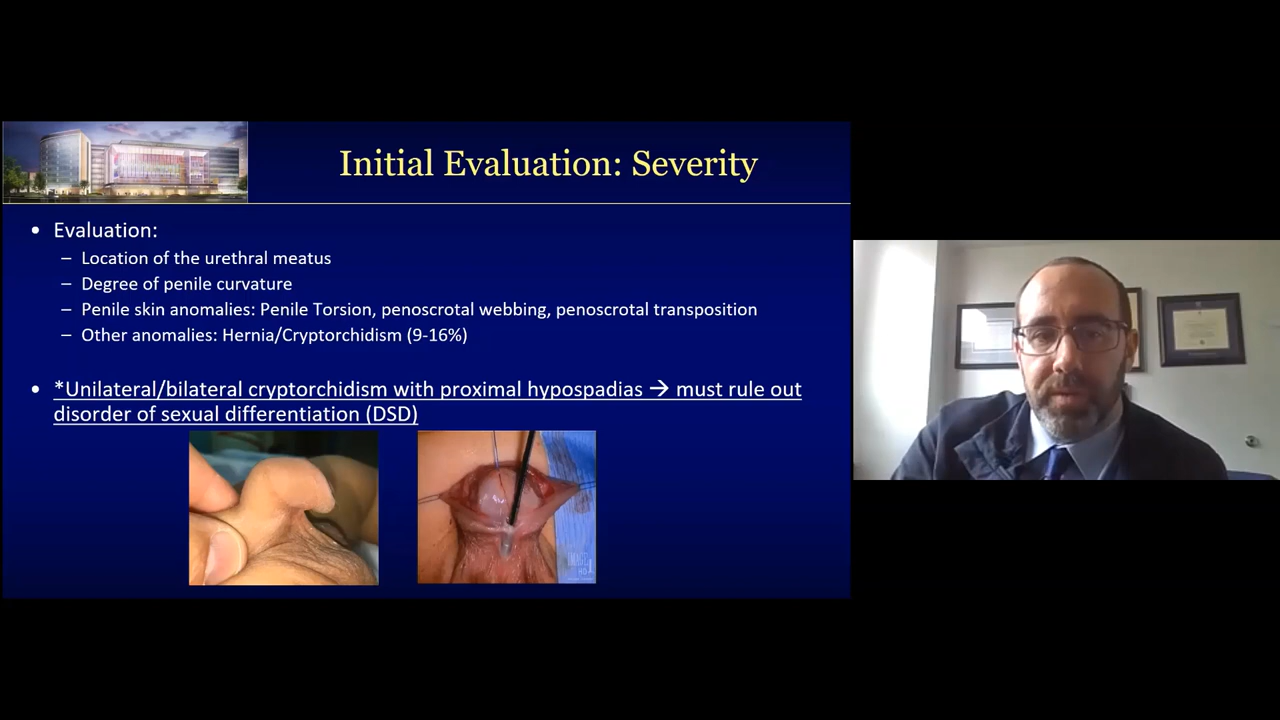 Initial Evaluation: Severity
• Evaluation:
– Location of the urethral meatus
– Degree of penile curvature
– Penile skin anomalies: Penile Torsion, penoscrotal webbing, penoscrotal transposition
– Other anomalies: Hernia/Cryptorchidism (9-16%)
• *Unilateral/bilateral cryptorchidism with proximal hypospadias → must rule out
disorder of sexual differentiation (DSD)
IMAGE1
HD